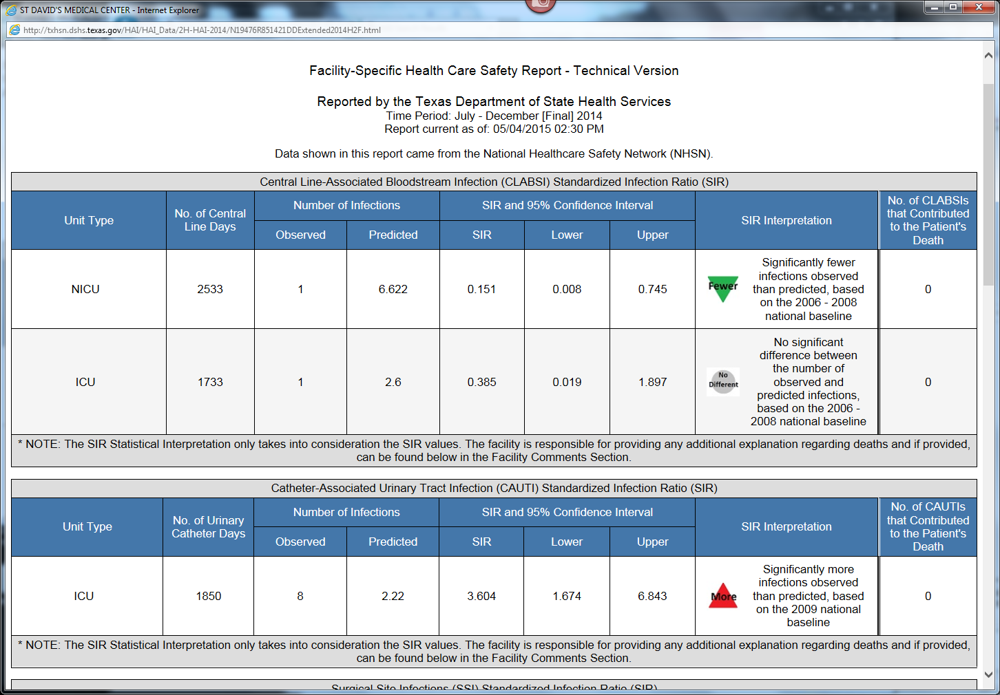 ST DAVID'S MEDICAL CENTER - Internet Explorer
http://txhsn.dshs.texas.gov/HAI/HAI_Data/2H-HAI-2014/N19476R851421DDExtended2014H2F.html
Facility-Specific Health Care Safety Report - Technical Version
Reported by the Texas Department of State Health Services
Time Period: July - December [Final] 2014
Report current as of: 05/04/2015 02:30 PM
Data shown in this report came from the National Healthcare Safety Network (NHSN).
Central Line-Associated Bloodstream Infection (CLABSI) Standardized Infection Ratio (SIR)
Unit Type
No. of Central
Line Days
Number of Infections
Observed
Predicted
SIR and 95% Confidence Interval
SIR
Lower
Upper
SIR Interpretation
No. of CLABSIs
that Contributed
to the Patient's
Death
NICU
2533
1
6.622
0.151
0.008
0.745
Fewer
Significantly fewer
infections observed
than predicted, based
on the 2006 - 2008
national baseline
0
ICU
1733
1
2.6
0.385
0.019
1.897
No
Different
No significant
difference between
the number of
observed and
predicted infections,
based on the 2006 -
2008 national baseline
0
* NOTE: The SIR Statistical Interpretation only takes into consideration the SIR values. The facility is responsible for providing any additional explanation regarding deaths and if provided,
can be found below in the Facility Comments Section.
Catheter-Associated Urinary Tract Infection (CAUTI) Standardized Infection Ratio (SIR)
Unit Type
No. of Urinary
Catheter Days
Number of Infections
Observed
Predicted
SIR and 95% Confidence Interval
SIR
Lower
Upper
SIR Interpretation
No. of CAUTIs
that Contributed
to the Patient's
Death
ICU
1850
8
2.22
3.604
1.674
6.843
More
Significantly more
infections observed
than predicted, based
on the 2009 national
baseline
0
* NOTE: The SIR Statistical Interpretation only takes into consideration the SIR values. The facility is responsible for providing any additional explanation regarding deaths and if provided,
can be found below in the Facility Comments Section.
Surgical Site Infections (SSI) Standardized Infection Ratio (SIR)